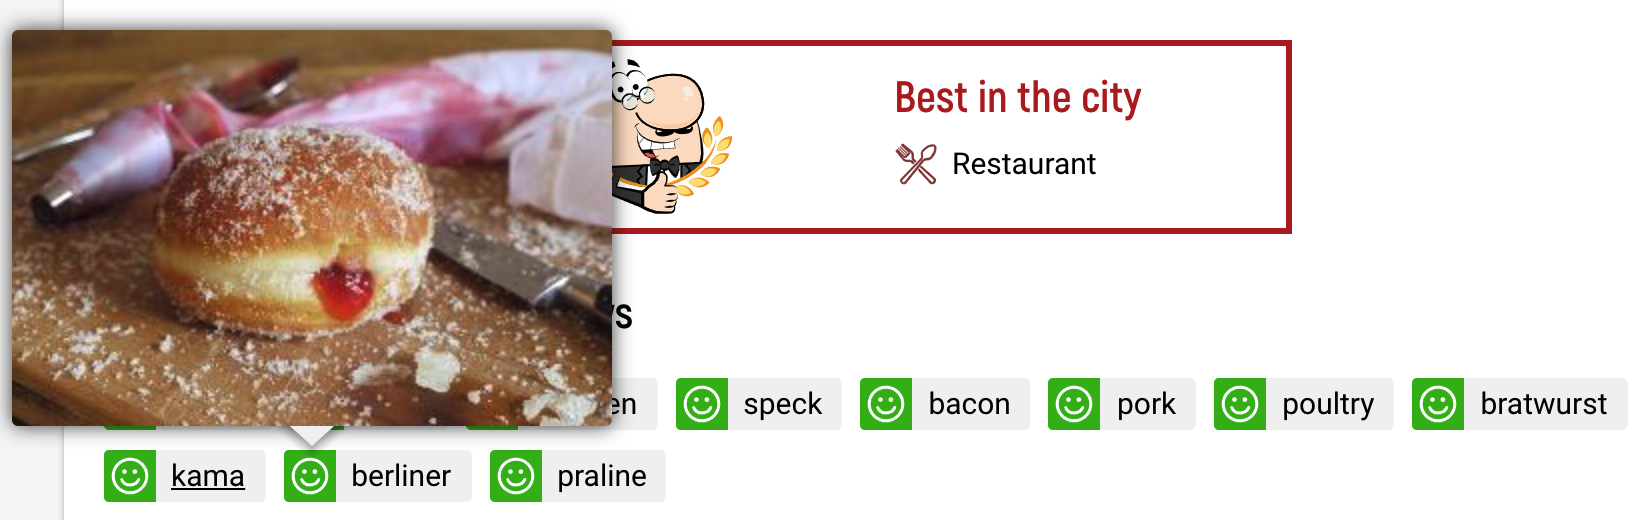 Best in the city
Restaurant
speck bacon pork poultry bratwurst
kama berliner praline